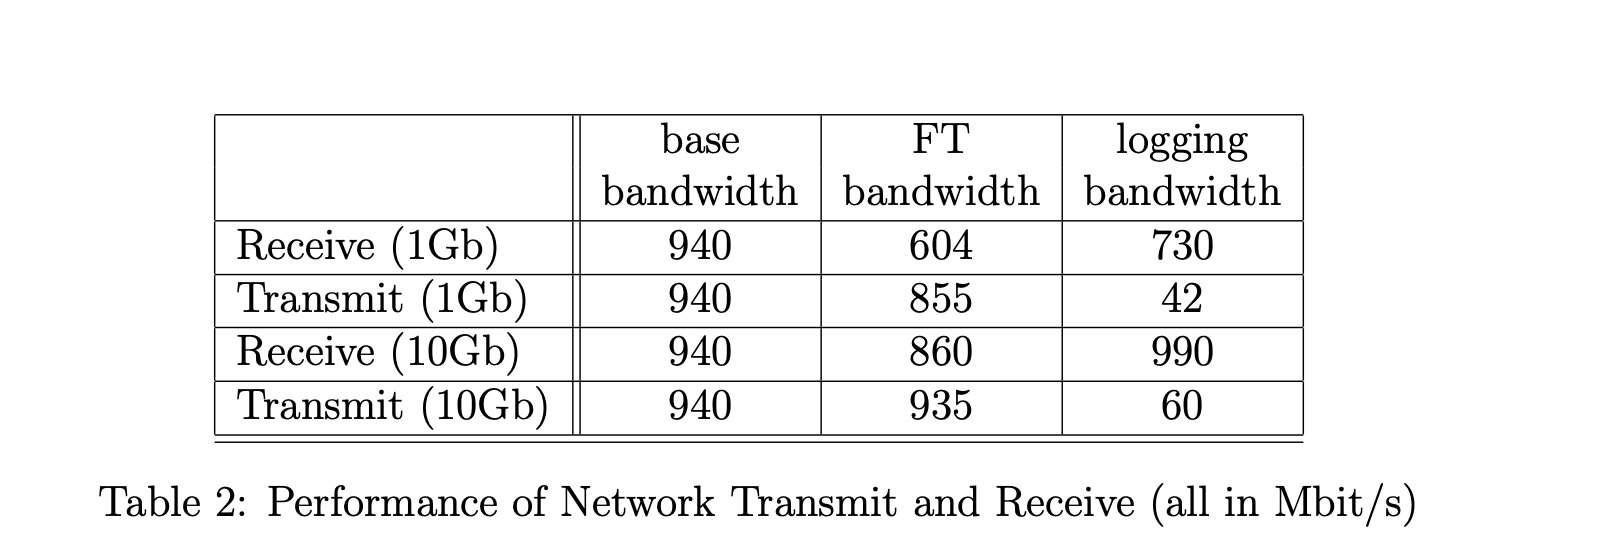 base FT logging
bandwidth bandwidth bandwidth
Receive (1Gb) 940 604 730
Transmit (1Gb) 940 855 42
Receive (10Gb) 940 860 990
Transmit (10Gb) 940 935 60
Table 2: Performance of Network Transmit and Receive (all in Mbit/s)